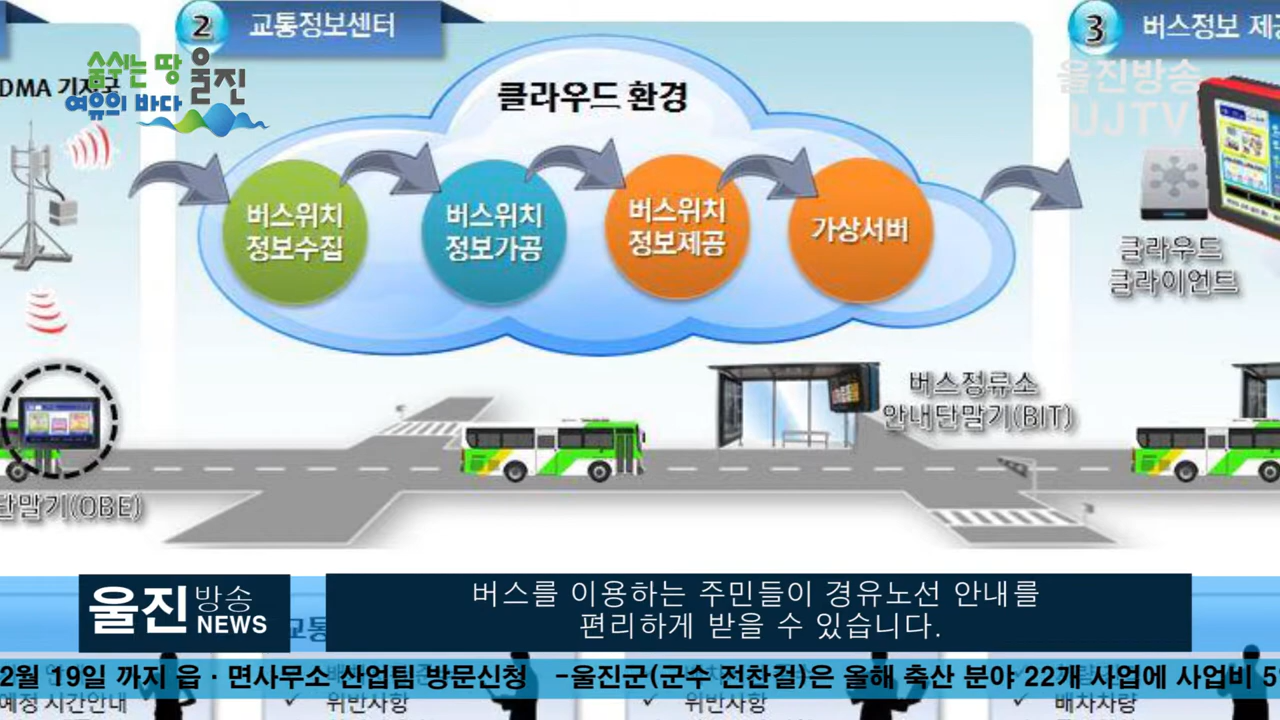 2 교통정보센터
3 버스정보 제공
DMA 기지국
숨쉬는 땅
여유의 바다
울진
클라우드 환경
울진방송
UJTV
버스위치
정보수집
버스위치
정보가공
버스위치
정보제공
가상서버
클라우드
클라이언트
버스정류소
안내단말기(BIT)
단말기(OBE)
울진 방송
NEWS
버스를 이용하는 주민들이 경유노선 안내를
편리하게 받을 수 있습니다.
2월 19일 까지 읍·면사무소 산업팀 방문신청 -울진군(군수 전찬걸)은 올해 축산 분야 22개 사업에 사업비 5
예정 시간안내
위반사항
위반사항
배차차량